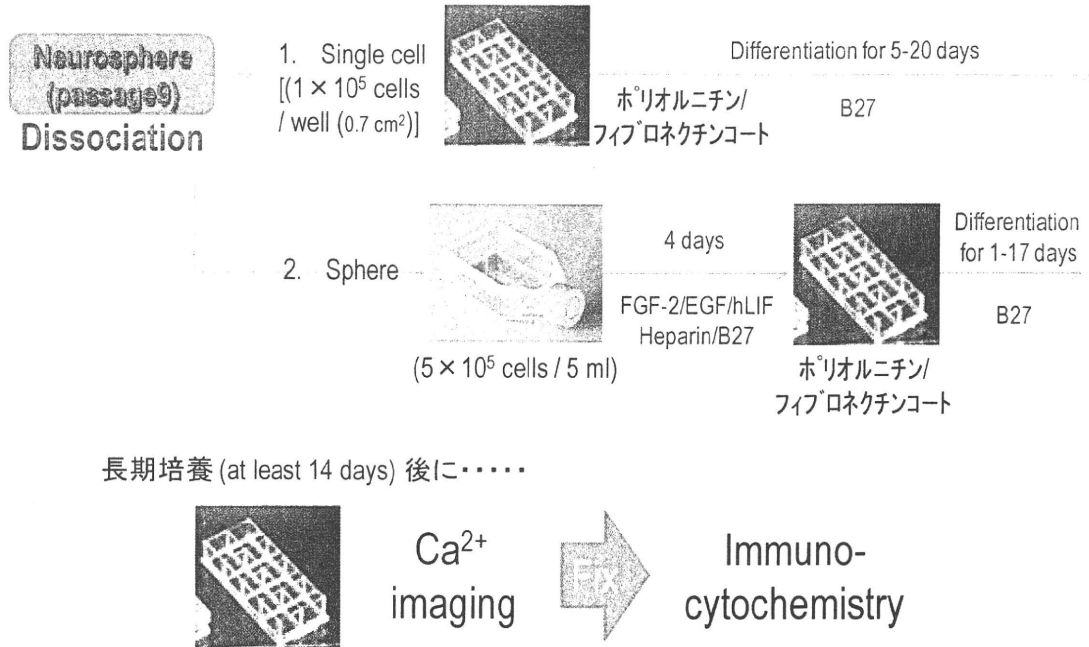 Neurosphere
(passage9)
Dissociation
1. Single cell
[(1 × 10⁵ cells
/ well (0.7 cm²)]
ポリオルニチン/
フィブロネクチンコート
Differentiation for 5-20 days
B27
2. Sphere
(5 × 10⁵ cells / 5 ml)
4 days
FGF-2/EGF/hLIF
Heparin/B27
ポリオルニチン/
フィブロネクチンコート
Differentiation
for 1-17 days
B27
長期培養 (at least 14 days) 後に・・・・・
Ca²⁺
imaging
Fix
Immuno-
cytochemistry